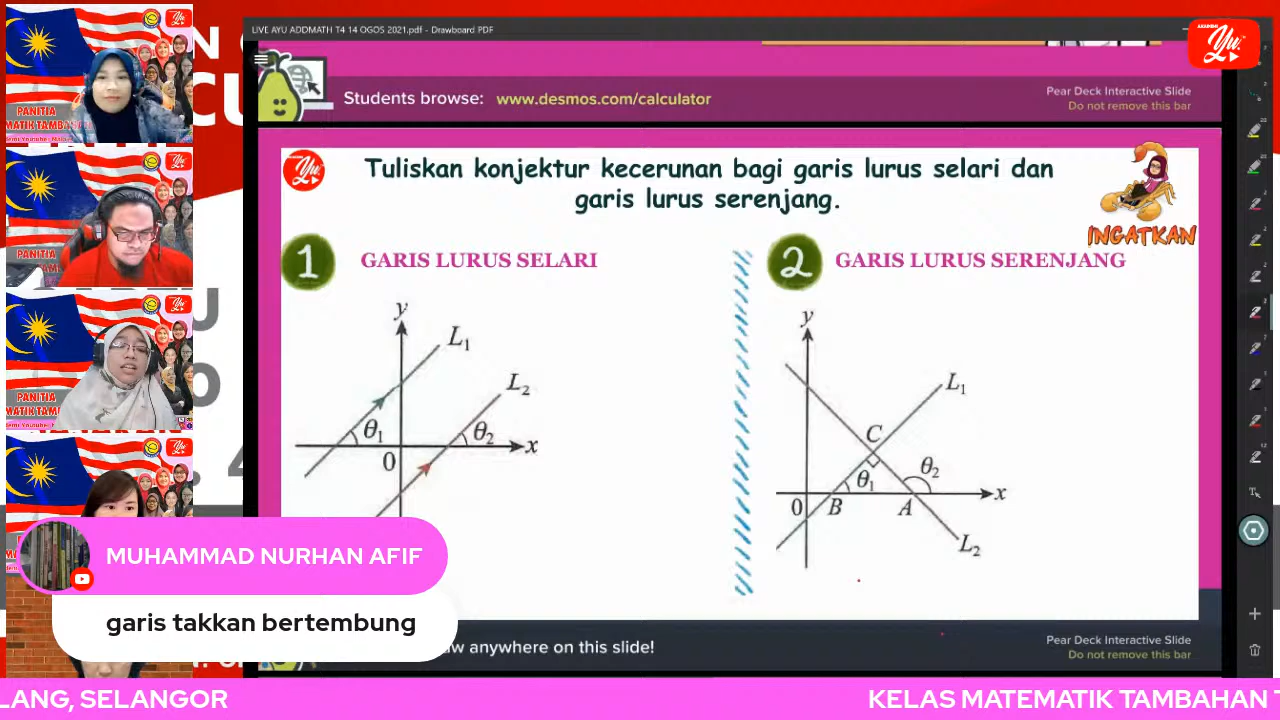 LIVE AYU ADDMATH T4 14 OGOS 2021.pdf - Drawboard PDF
Students browse: www.desmos.com/calculator
Pear Deck Interactive Slide
Do not remove this bar
Tuliskan konjektur kecerunan bagi garis lurus selari dan
garis lurus serenjang.
INGATKAN
1 GARIS LURUS SELARI
y
L1
L2
θ1
θ2
0
x
2 GARIS LURUS SERENJANG
y
L1
C
θ2
θ1
x
0
B
A
L2
MUHAMMAD NURHAN AFIF
garis takkan bertembung
aw anywhere on this slide!
Pear Deck Interactive Slide
Do not remove this bar
LANG, SELANGOR
KELAS MATEMATIK TAMBAHAN T